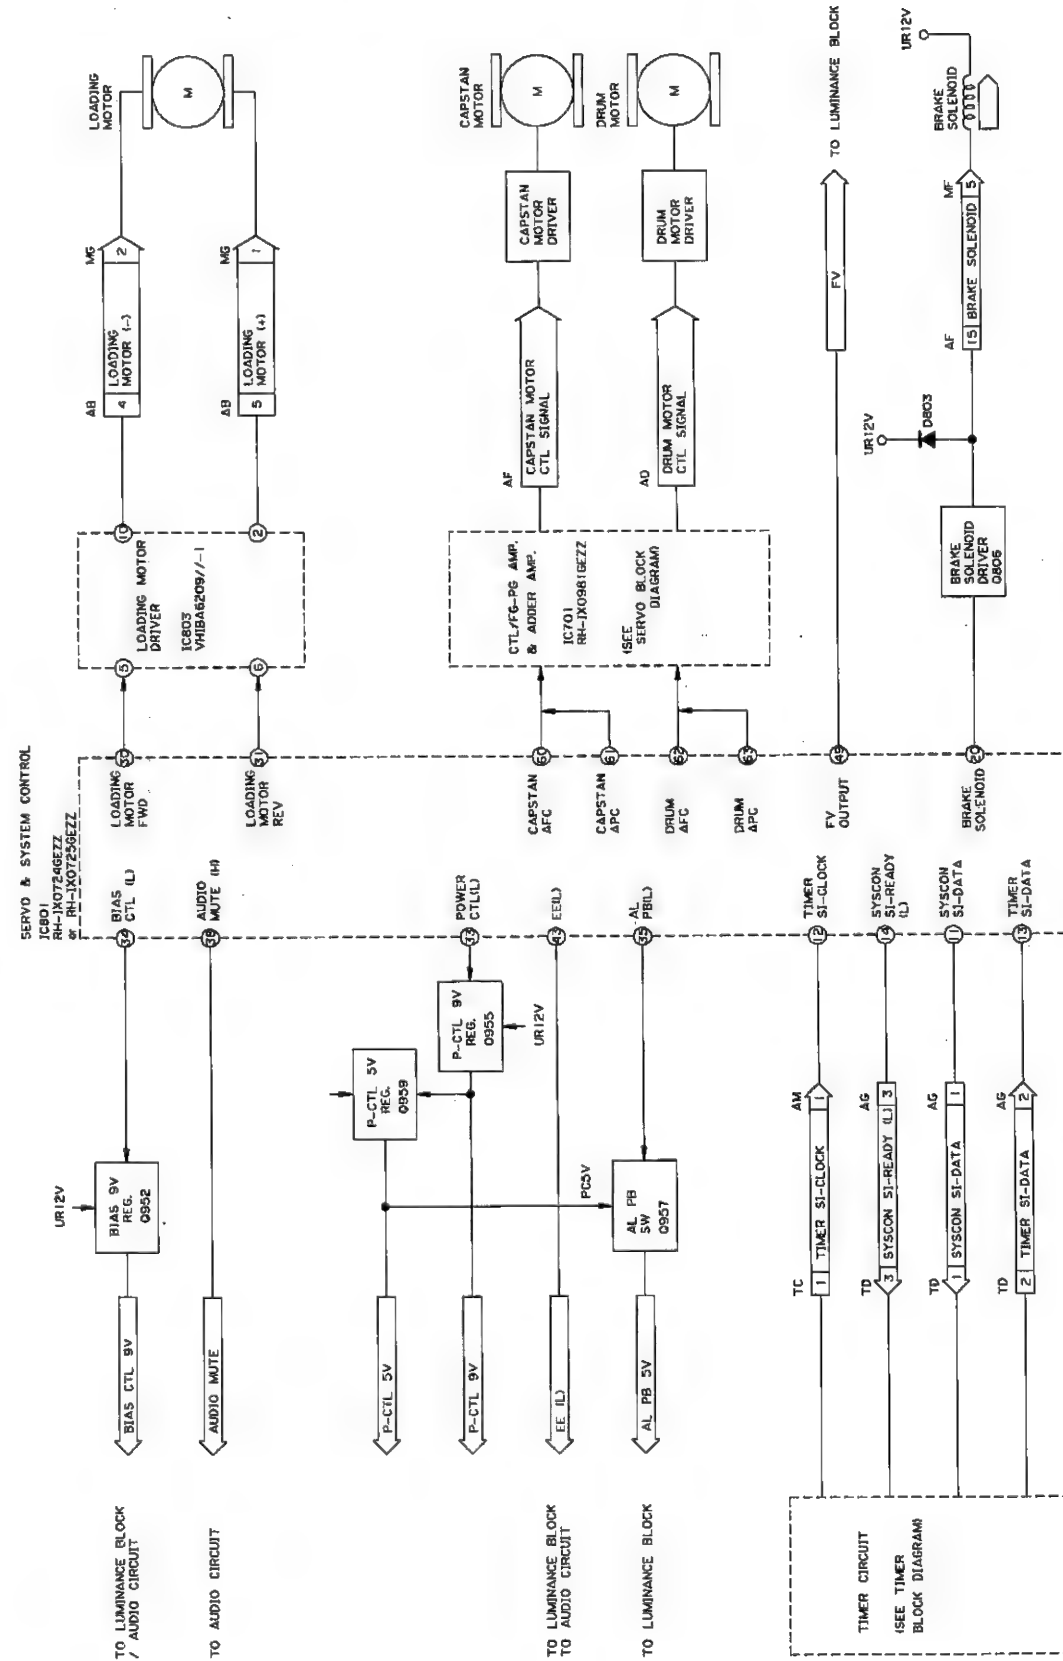 SERVO & SYSTEM CONTROL
IC801
RH-IX0724GEZZ
or RH-IX0725GEZZ
TO LUMINANCE BLOCK
/ AUDIO CIRCUIT
BIAS CTL 9V
UR12V
BIAS 9V
REG.
Q952
34
BIAS
CTL (L)
LOADING
MOTOR
FWD
30
5
LOADING MOTOR
DRIVER
IC803
VHIBA6209//-1
10
AB
4
LOADING
MOTOR (-)
2
MG
LOADING
MOTOR
M
TO AUDIO CIRCUIT
AUDIO MUTE
38
AUDIO
MUTE (H)
LOADING
MOTOR
REV
31
6
2
AB
5
LOADING
MOTOR (+)
1
MG
P-CTL 5V
P-CTL 5V
REG.
Q959
P-CTL 9V
P-CTL 9V
REG.
Q955
UR12V
33
POWER
CTL(L)
TO LUMINANCE BLOCK
TO AUDIO CIRCUIT
EE (L)
43
EE(L)
CAPSTAN
AFC
60
CAPSTAN
APC
61
CTL/FG-PG AMP.
& ADDER AMP.
IC701
RH-IX0981GEZZ
(SEE
SERVO BLOCK
DIAGRAM)
AF
CAPSTAN MOTOR
CTL SIGNAL
CAPSTAN
MOTOR
DRIVER
CAPSTAN
MOTOR
M
TO LUMINANCE BLOCK
AL PB 5V
PC5V
AL PB
SW
Q957
35
AL
PB(L)
DRUM
AFC
62
DRUM
APC
63
AD
DRUM MOTOR
CTL SIGNAL
DRUM
MOTOR
DRIVER
DRUM
MOTOR
M
FV
OUTPUT
49
FV
TO LUMINANCE BLOCK
BRAKE
SOLENOID
20
BRAKE
SOLENOID
DRIVER
Q806
UR12V
D803
AF
15 BRAKE SOLENOID 5
MF
BRAKE
SOLENOID
UR12V
TIMER CIRCUIT
(SEE TIMER
BLOCK DIAGRAM)
TC
1 TIMER SI-CLOCK 1
AM
12
TIMER
SI-CLOCK
TD
3 SYSCON SI-READY (L) 3
AG
14
SYSCON
SI-READY
(L)
TD
1 SYSCON SI-DATA 1
AG
11
SYSCON
SI-DATA
TD
2 TIMER SI-DATA 2
AG
13
TIMER
SI-DATA